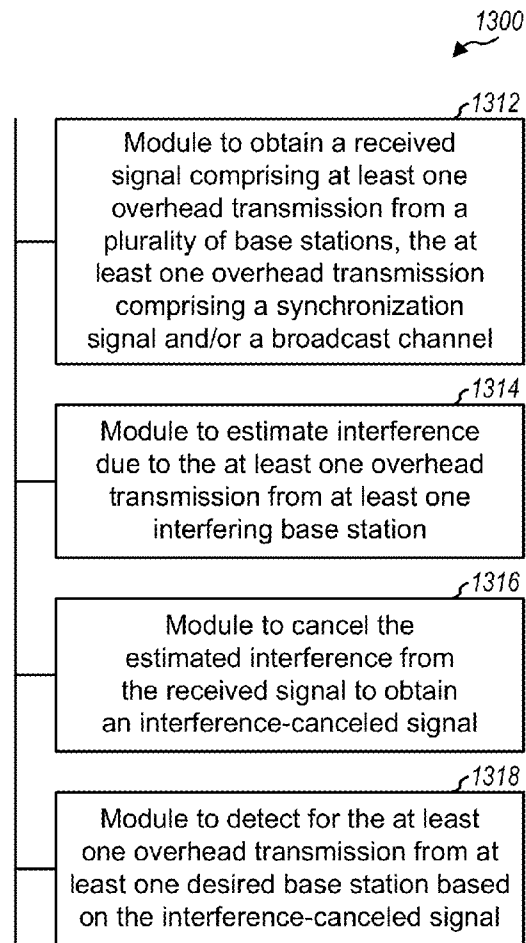 1300
1312
Module to obtain a received
signal comprising at least one
overhead transmission from a
plurality of base stations, the at
least one overhead transmission
comprising a synchronization
signal and/or a broadcast channel
1314
Module to estimate interference
due to the at least one overhead
transmission from at least one
interfering base station
1316
Module to cancel the
estimated interference from
the received signal to obtain
an interference-canceled signal
1318
Module to detect for the at least
one overhead transmission from at
least one desired base station based
on the interference-canceled signal